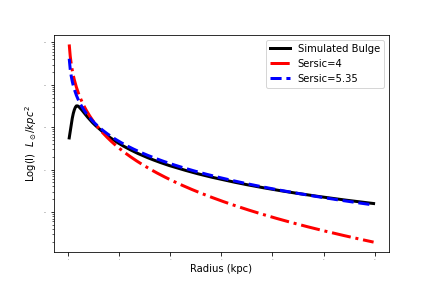 Simulated Bulge
Sersic=4
Sersic=5.35
Log(I) L⊙/kpc²
Radius (kpc)